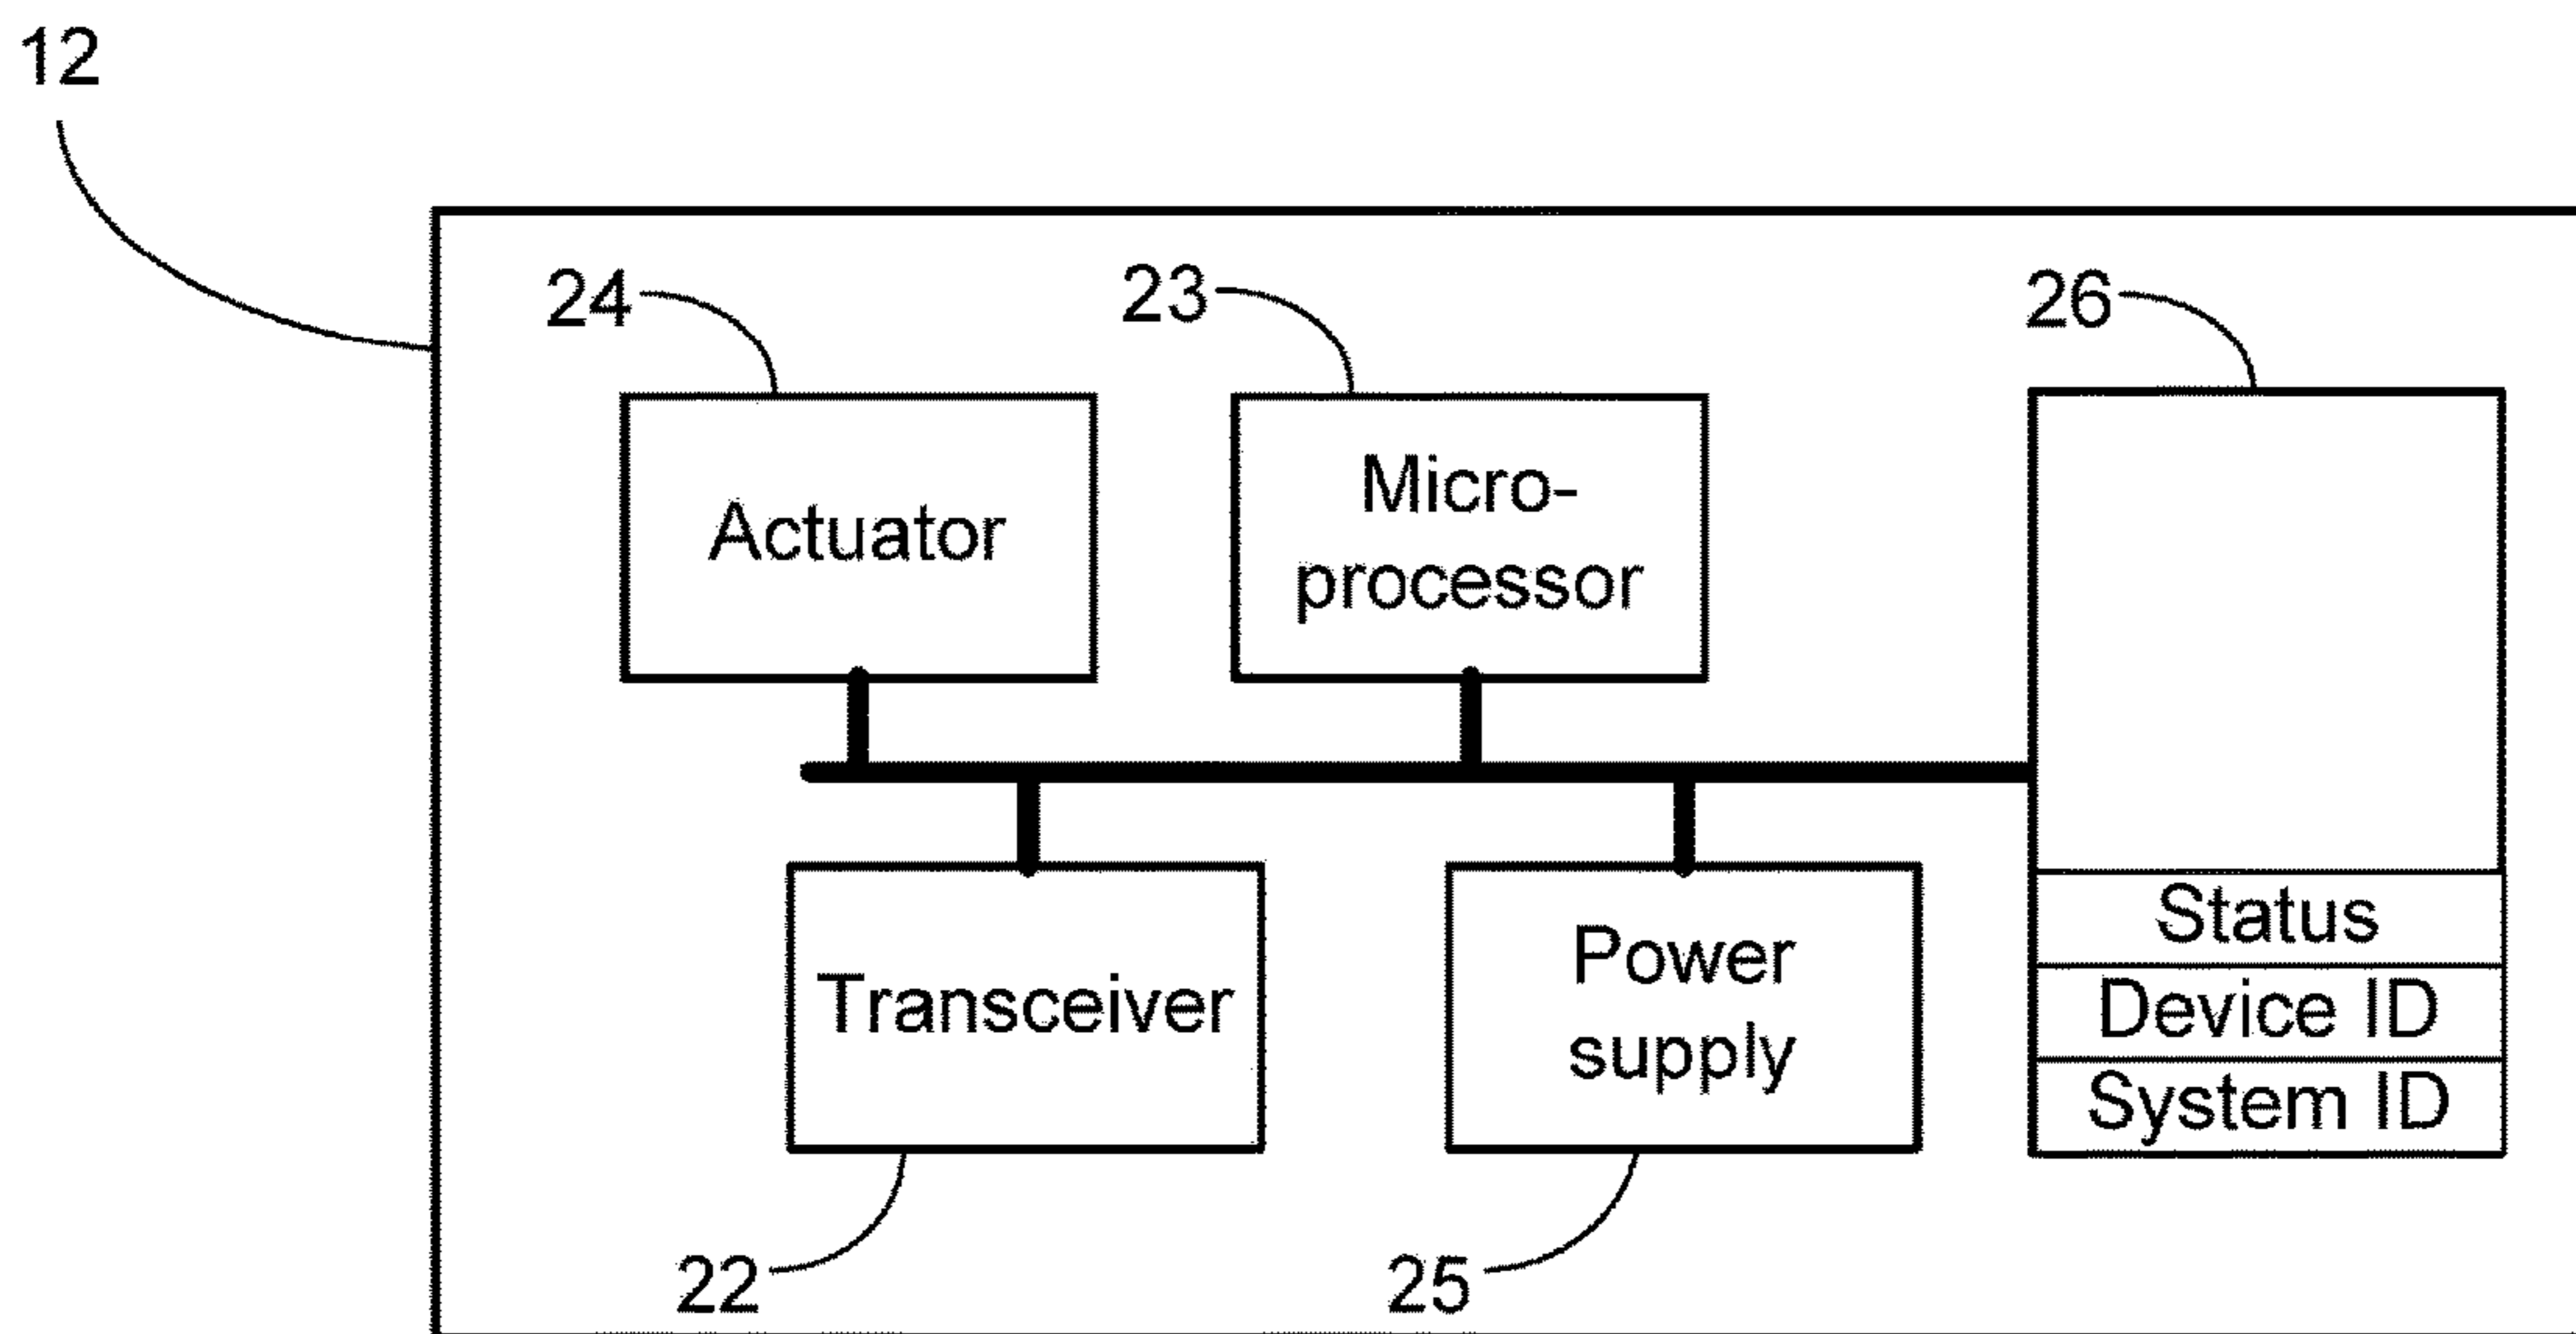 12
24
23
26
Actuator
Micro-
processor
Transceiver
Power
supply
Status
Device ID
System ID
22
25